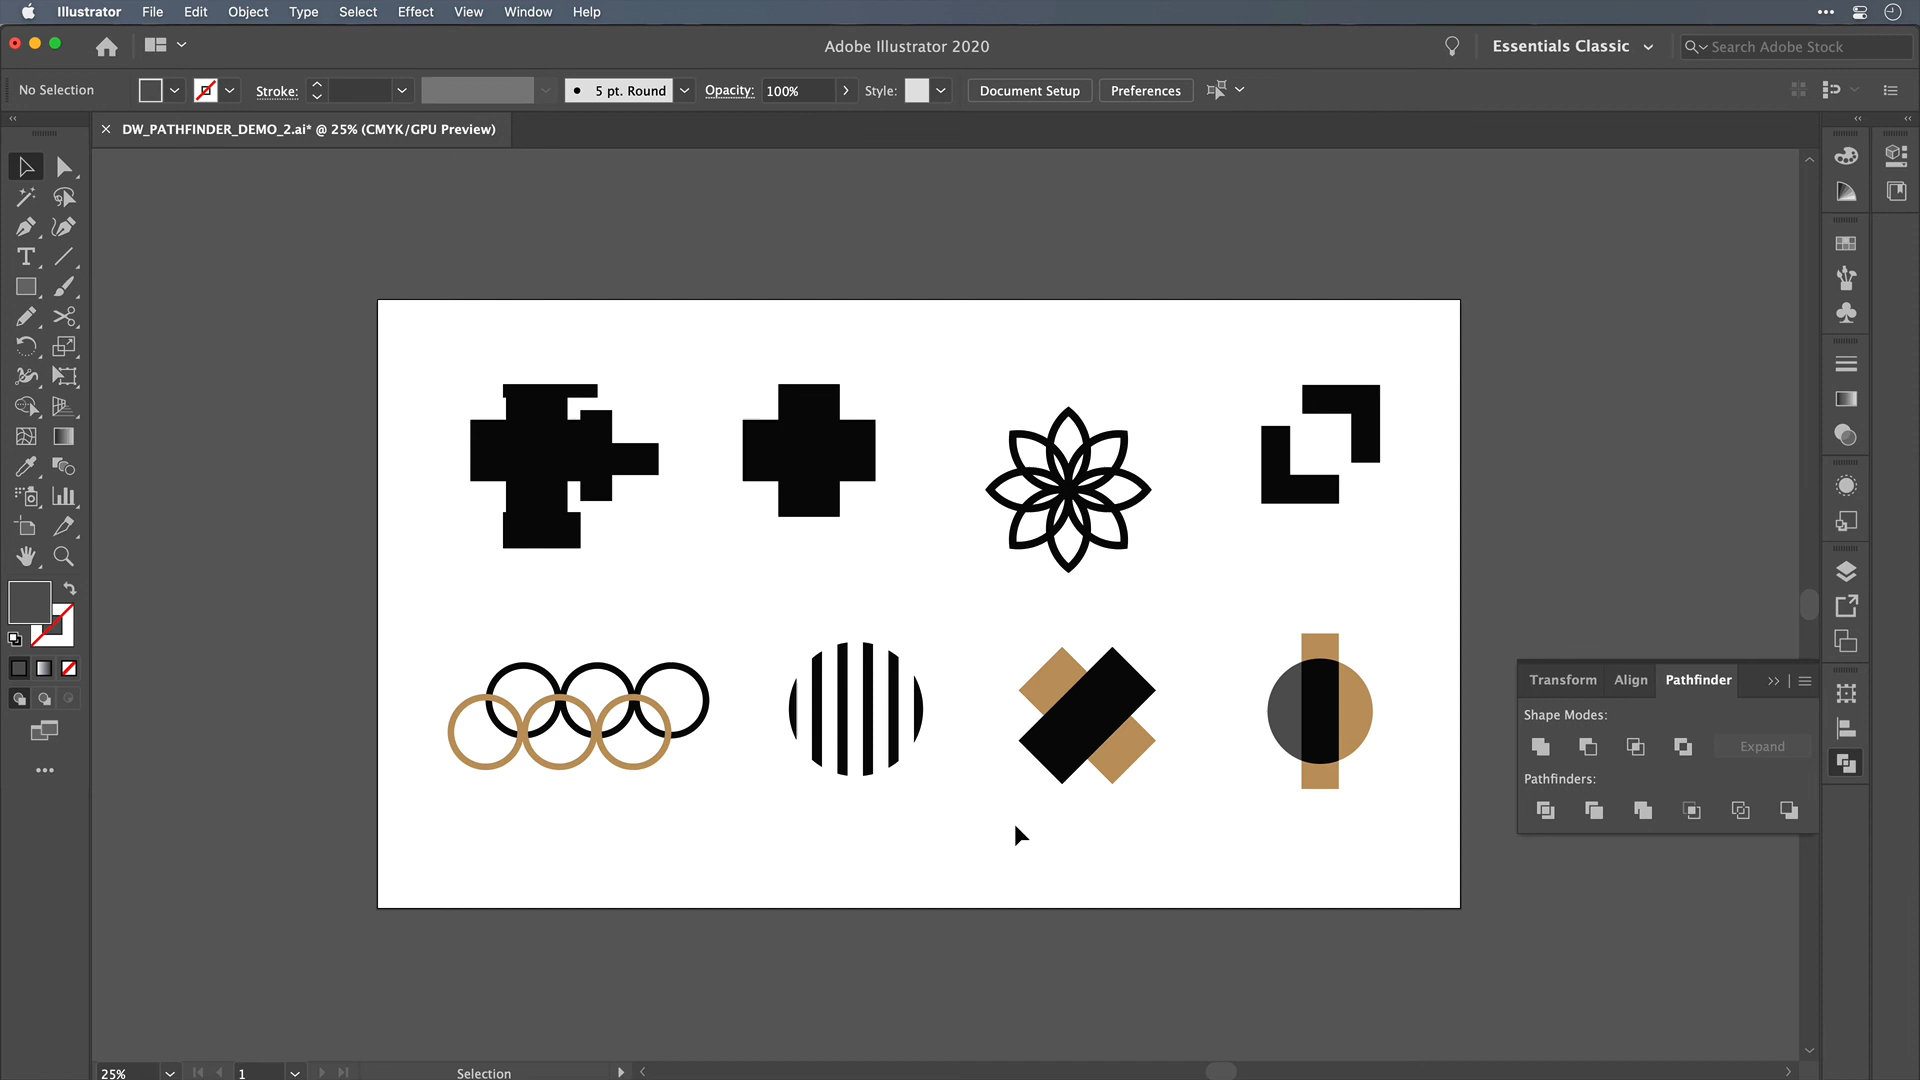 Illustrator File Edit Object Type Select Effect View Window Help
Adobe Illustrator 2020
Essentials Classic
Search Adobe Stock
No Selection
Stroke:
5 pt. Round
Opacity:
100%
Style:
Document Setup
Preferences
DW_PATHFINDER_DEMO_2.ai* @ 25% (CMYK/GPU Preview)
Transform
Align
Pathfinder
Shape Modes:
Expand
Pathfinders:
25%
1
Selection